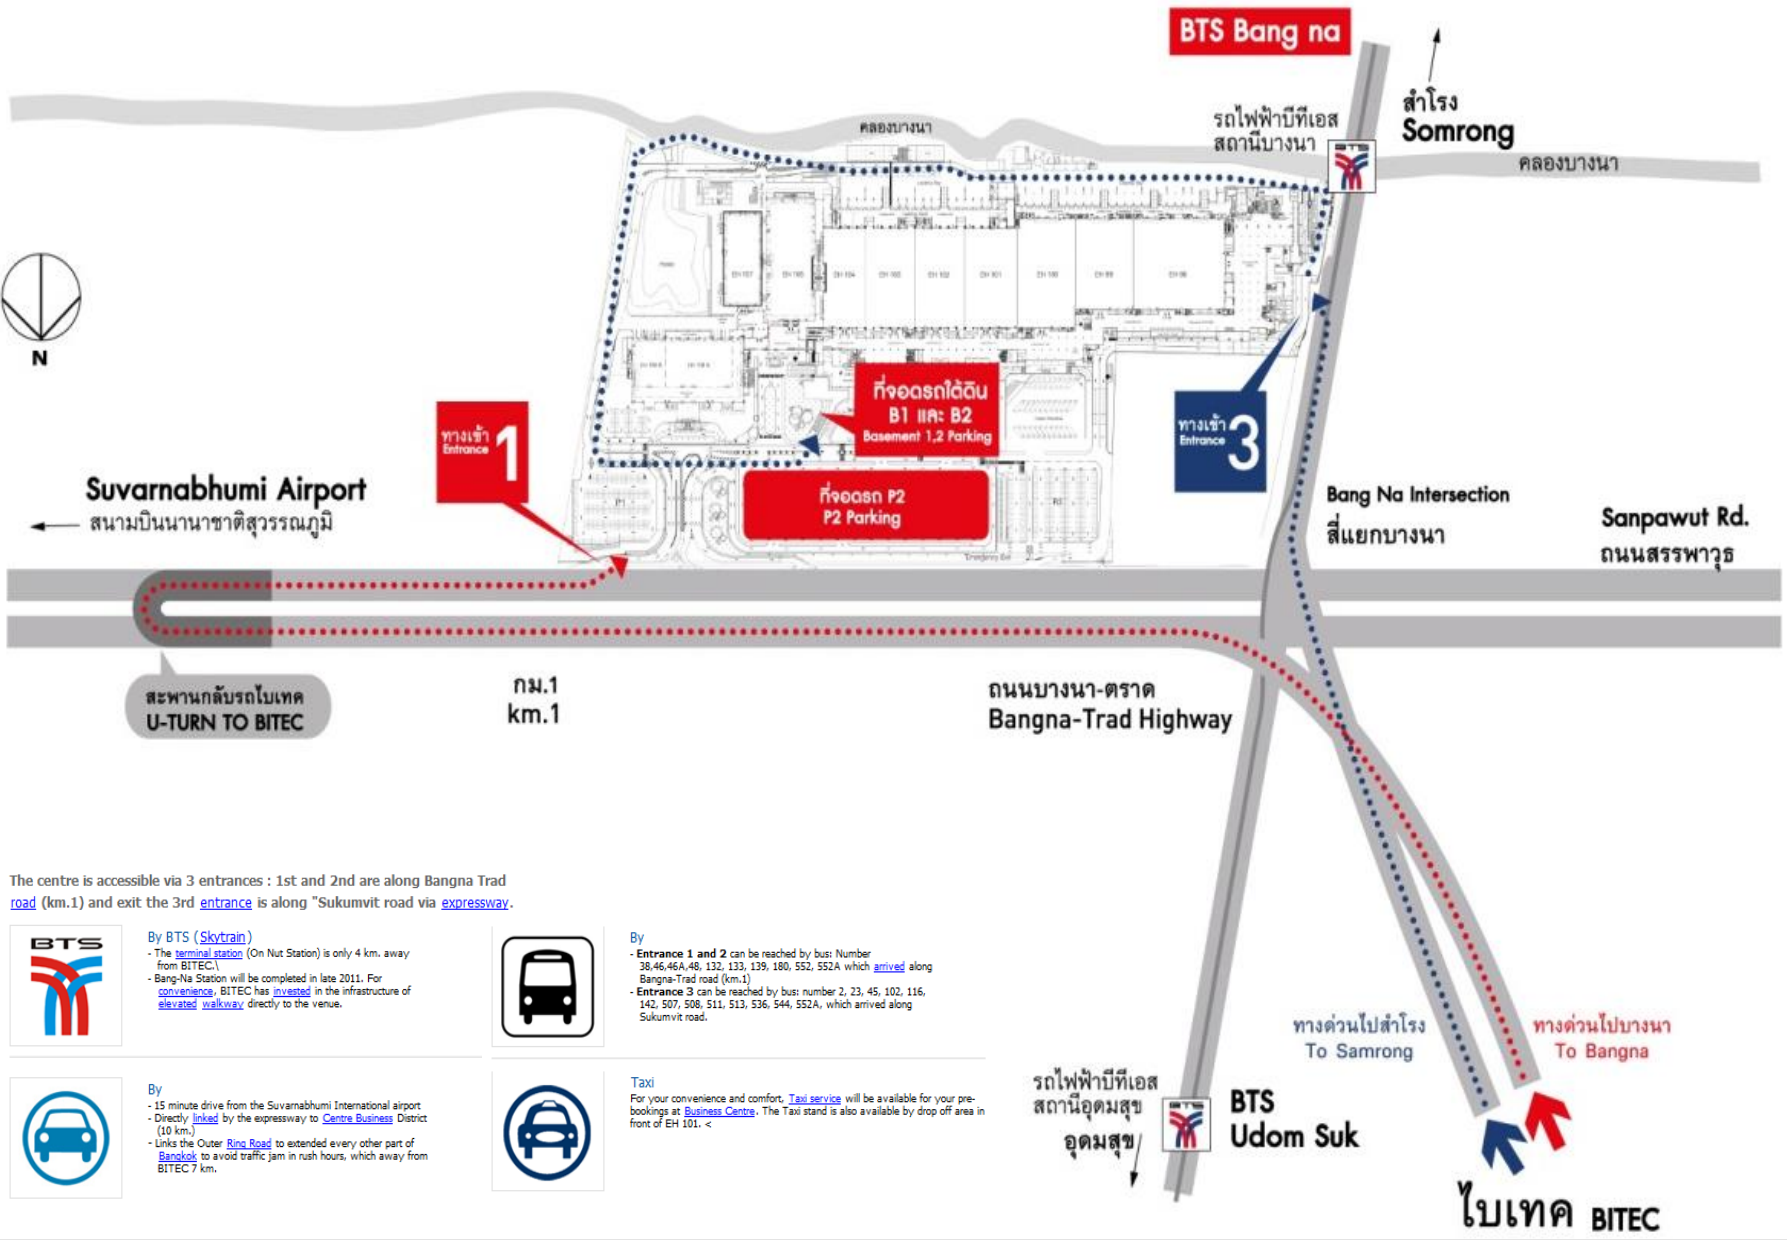 BTS Bang na
สำโรง
Somrong
รถไฟฟ้าบีทีเอส
สถานีบางนา
BTS
คลองบางนา
คลองบางนา
N
EH 107
EH 105
EH 104
EH 103
EH 102
EH 101
EH 100
EH 99
EH 98
ที่จอดรถใต้ดิน
B1 และ B2
Basement 1,2 Parking
ทางเข้า
Entrance
1
ทางเข้า
Entrance
3
ที่จอดรถ P2
P2 Parking
P1
Suvarnabhumi Airport
สนามบินนานาชาติสุวรรณภูมิ
Bang Na Intersection
สี่แยกบางนา
Sanpawut Rd.
ถนนสรรพาวุธ
สะพานกลับรถไบเทค
U-TURN TO BITEC
กม.1
km.1
ถนนบางนา-ตราด
Bangna-Trad Highway
The centre is accessible via 3 entrances : 1st and 2nd are along Bangna Trad
road (km.1) and exit the 3rd entrance is along "Sukumvit road via expressway.
BTS
By BTS (Skytrain)
- The terminal station (On Nut Station) is only 4 km. away
from BITEC.\
- Bang-Na Station will be completed in late 2011. For
convenience, BITEC has invested in the infrastructure of
elevated walkway directly to the venue.
By
- Entrance 1 and 2 can be reached by bus: Number
38,46,46A,48, 132, 133, 139, 180, 552, 552A which arrived along
Bangna-Trad road (km.1)
- Entrance 3 can be reached by bus: number 2, 23, 45, 102, 116,
142, 507, 508, 511, 513, 536, 544, 552A, which arrived along
Sukumvit road.
By
- 15 minute drive from the Suvarnabhumi International airport
- Directly linked by the expressway to Centre Business District
(10 km.)
- Links the Outer Ring Road to extended every other part of
Bangkok to avoid traffic jam in rush hours, which away from
BITEC 7 km.
Taxi
For your convenience and comfort, Taxi service will be available for your pre-
bookings at Business Centre. The Taxi stand is also available by drop off area in
front of EH 101. <
ทางด่วนไปสำโรง
To Samrong
ทางด่วนไปบางนา
To Bangna
รถไฟฟ้าบีทีเอส
สถานีอุดมสุข
อุดมสุข
BTS
BTS
Udom Suk
ไบเทค BITEC